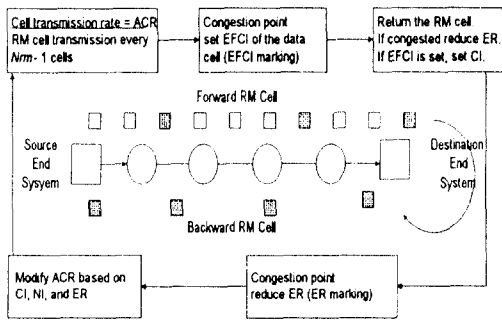 Cell transmission rate = ACR
RM cell transmission every
Nrm- 1 cells
Congestion point
set EFCI of the data
cell (EFCI marking)
Return the RM cell
If congested reduce ER.
If EFCI is set, set CI.
Forward RM Cell
Source
End
Sysyem
Destination
End
System
Backward RM Cell
Modify ACR based on
CI, NI, and ER
Congestion point
reduce ER (ER marking)